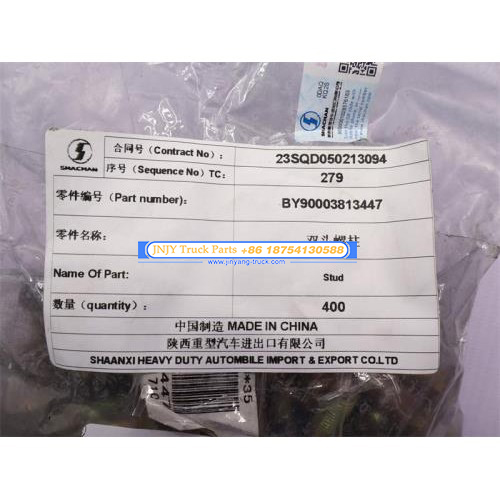 SHACMAN
合同号(Contract No):
23SQD050213094
序号(Sequence No) TC:
279
零件编号(Part number):
BY90003813447
零件名称:
双头螺柱
JNJY Truck Parts +86 18754130588
www.jinyang-truck.com
Name Of Part:
Stud
数量(quantity):
400
中国制造 MADE IN CHINA
陕西重型汽车进出口有限公司
SHAANXI HEAVY DUTY AUTOMBILE IMPORT & EXPORT CO.LTD